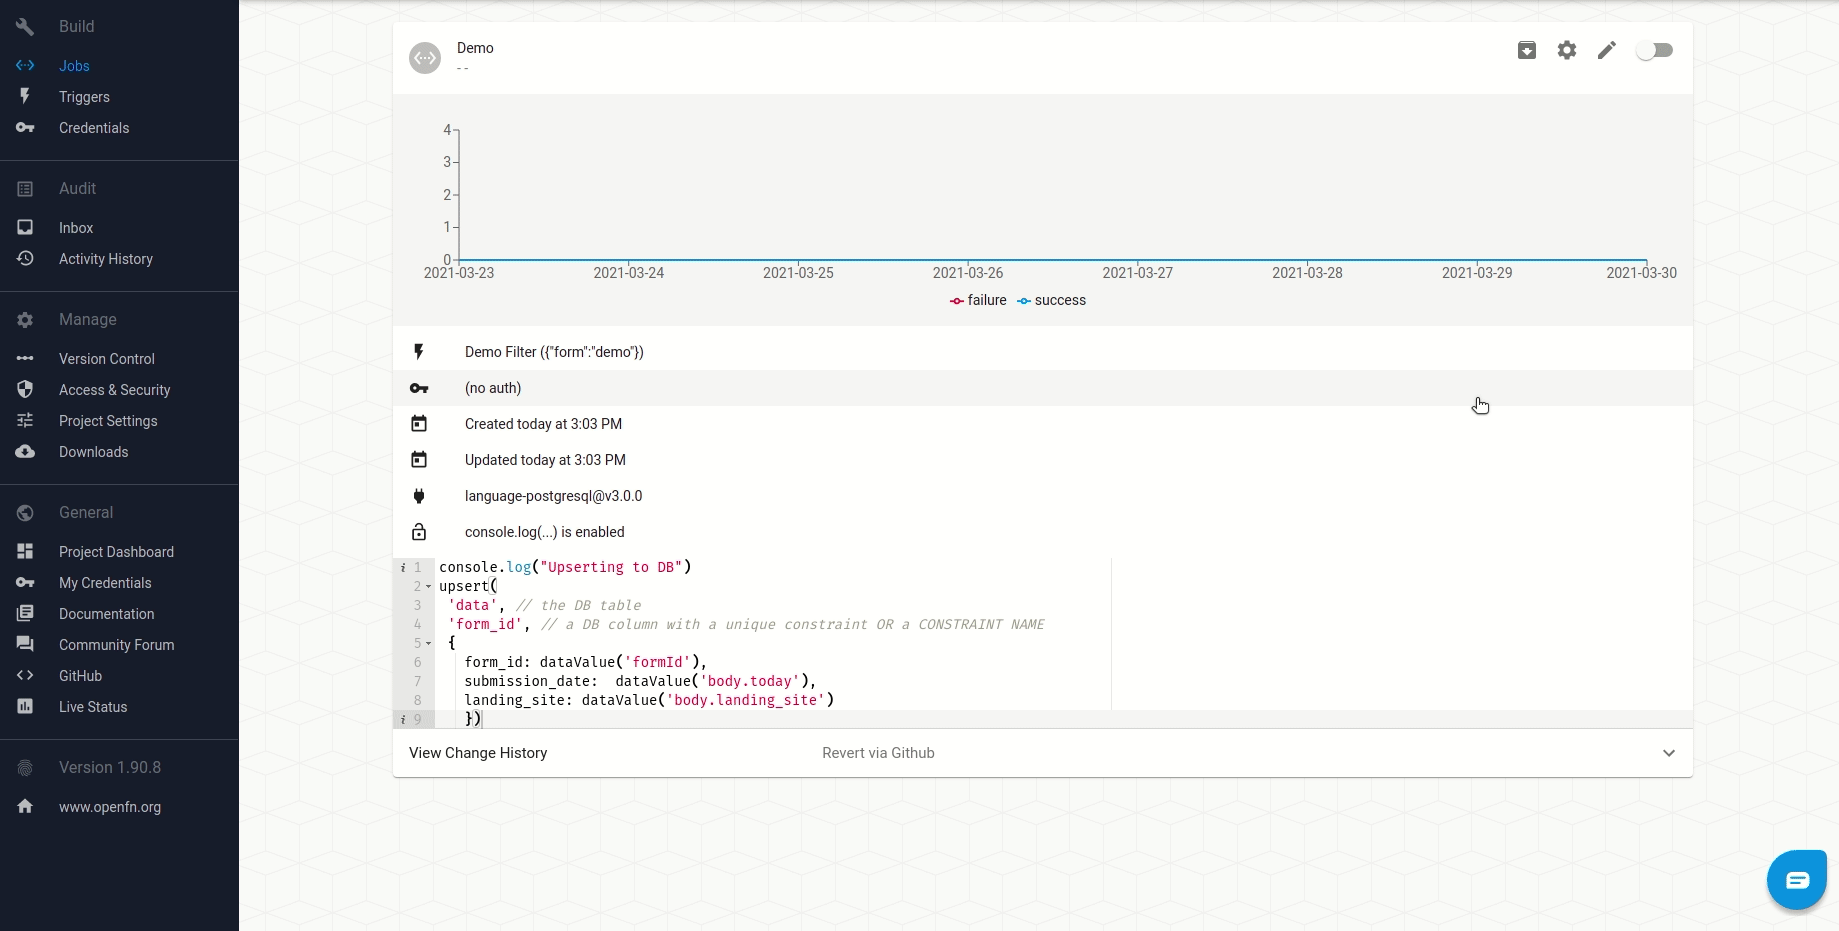 Build
Jobs
Triggers
Credentials
Audit
Inbox
Activity History
Manage
Version Control
Access & Security
Project Settings
Downloads
General
Project Dashboard
My Credentials
Documentation
Community Forum
GitHub
Live Status
Version 1.90.8
www.openfn.org
Demo
--
4
3
2
1
0
2021-03-23 2021-03-24 2021-03-25 2021-03-26 2021-03-27 2021-03-28 2021-03-29 2021-03-30
failure success
Demo Filter ({"form":"demo"})
(no auth)
Created today at 3:03 PM
Updated today at 3:03 PM
language-postgresql@v3.0.0
console.log(...) is enabled
i 1 console.log("Upserting to DB")
2 upsert(
3 'data', // the DB table
4 'form_id', // a DB column with a unique constraint OR a CONSTRAINT NAME
5 {
6 form_id: dataValue('formId'),
7 submission_date:  dataValue('body.today'),
8 landing_site: dataValue('body.landing_site')
i 9 })
View Change History Revert via Github